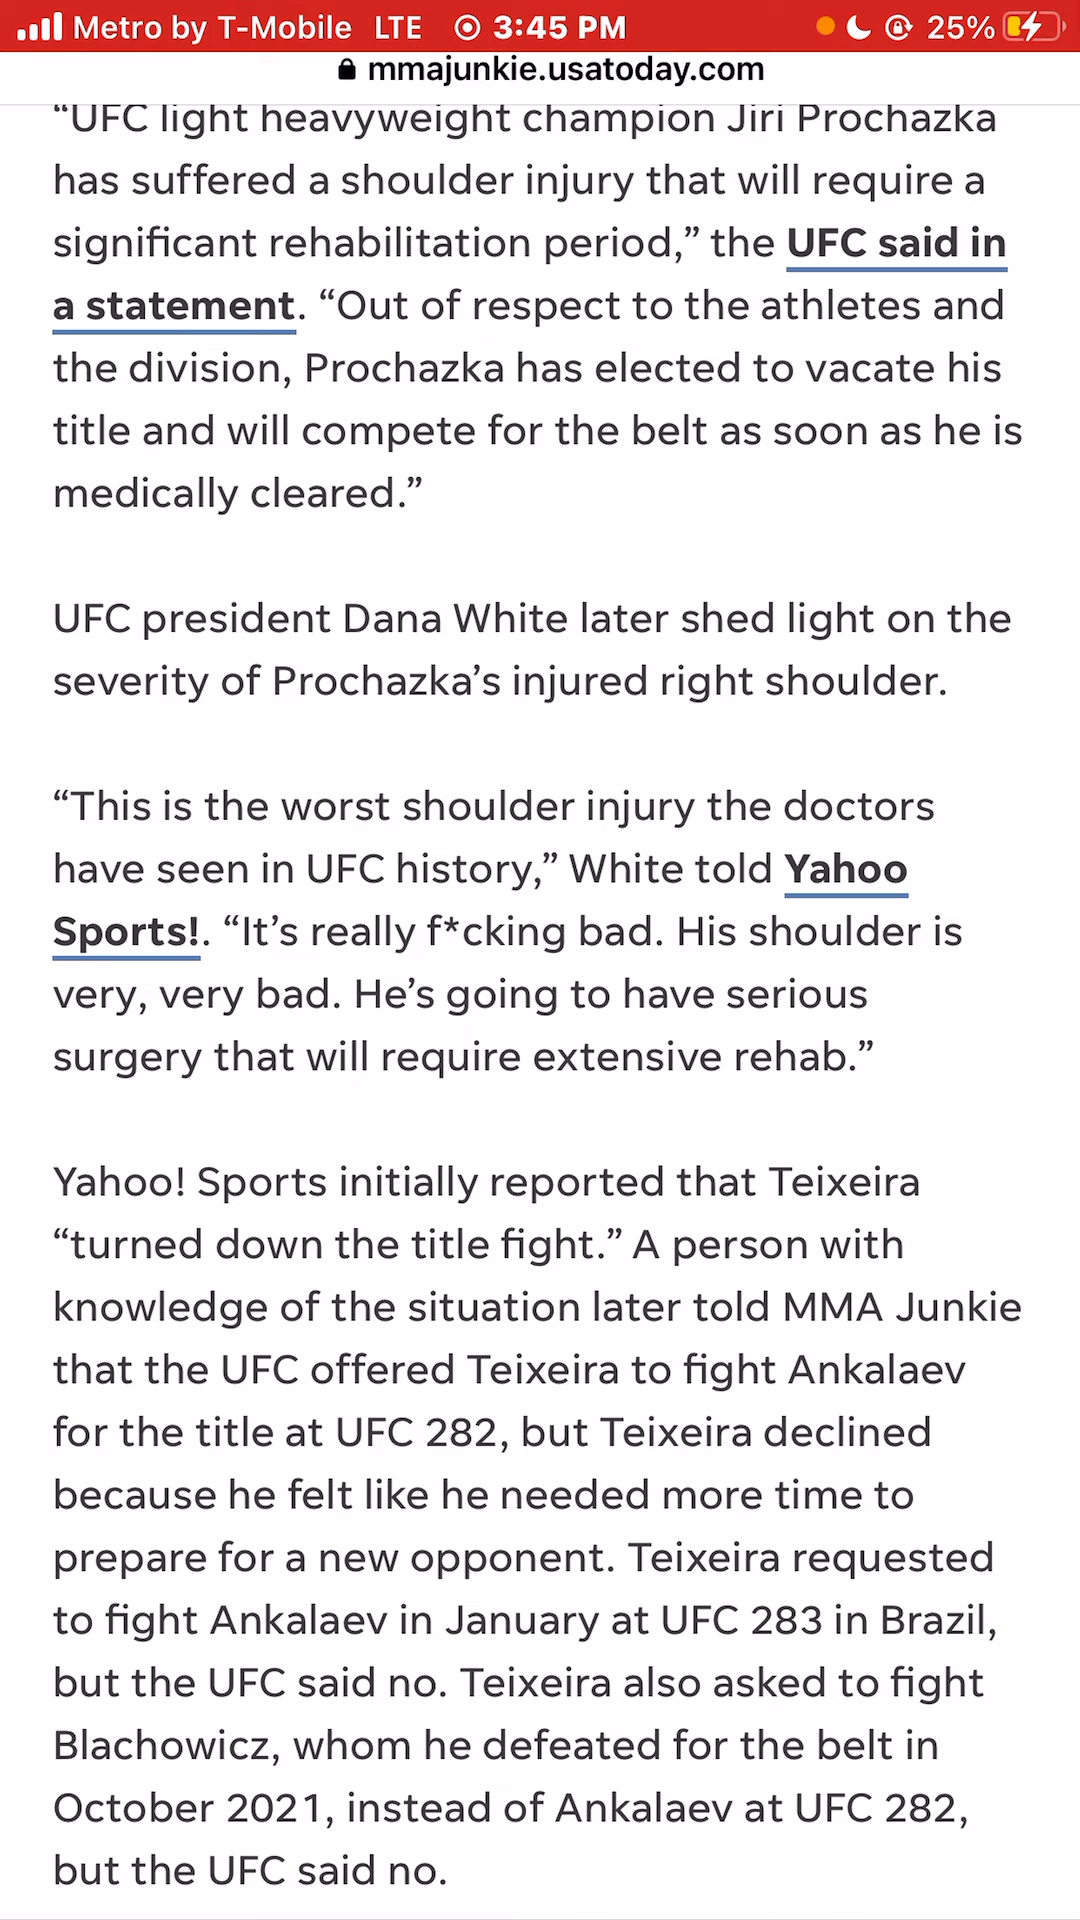 Metro by T-Mobile LTE 3:45 PM 25%
mmajunkie.usatoday.com
“UFC light heavyweight champion Jiri Prochazka
has suffered a shoulder injury that will require a
significant rehabilitation period,” the UFC said in
a statement. “Out of respect to the athletes and
the division, Prochazka has elected to vacate his
title and will compete for the belt as soon as he is
medically cleared.”
UFC president Dana White later shed light on the
severity of Prochazka’s injured right shoulder.
“This is the worst shoulder injury the doctors
have seen in UFC history,” White told Yahoo
Sports!. “It’s really f*cking bad. His shoulder is
very, very bad. He’s going to have serious
surgery that will require extensive rehab.”
Yahoo! Sports initially reported that Teixeira
“turned down the title fight.” A person with
knowledge of the situation later told MMA Junkie
that the UFC offered Teixeira to fight Ankalaev
for the title at UFC 282, but Teixeira declined
because he felt like he needed more time to
prepare for a new opponent. Teixeira requested
to fight Ankalaev in January at UFC 283 in Brazil,
but the UFC said no. Teixeira also asked to fight
Blachowicz, whom he defeated for the belt in
October 2021, instead of Ankalaev at UFC 282,
but the UFC said no.